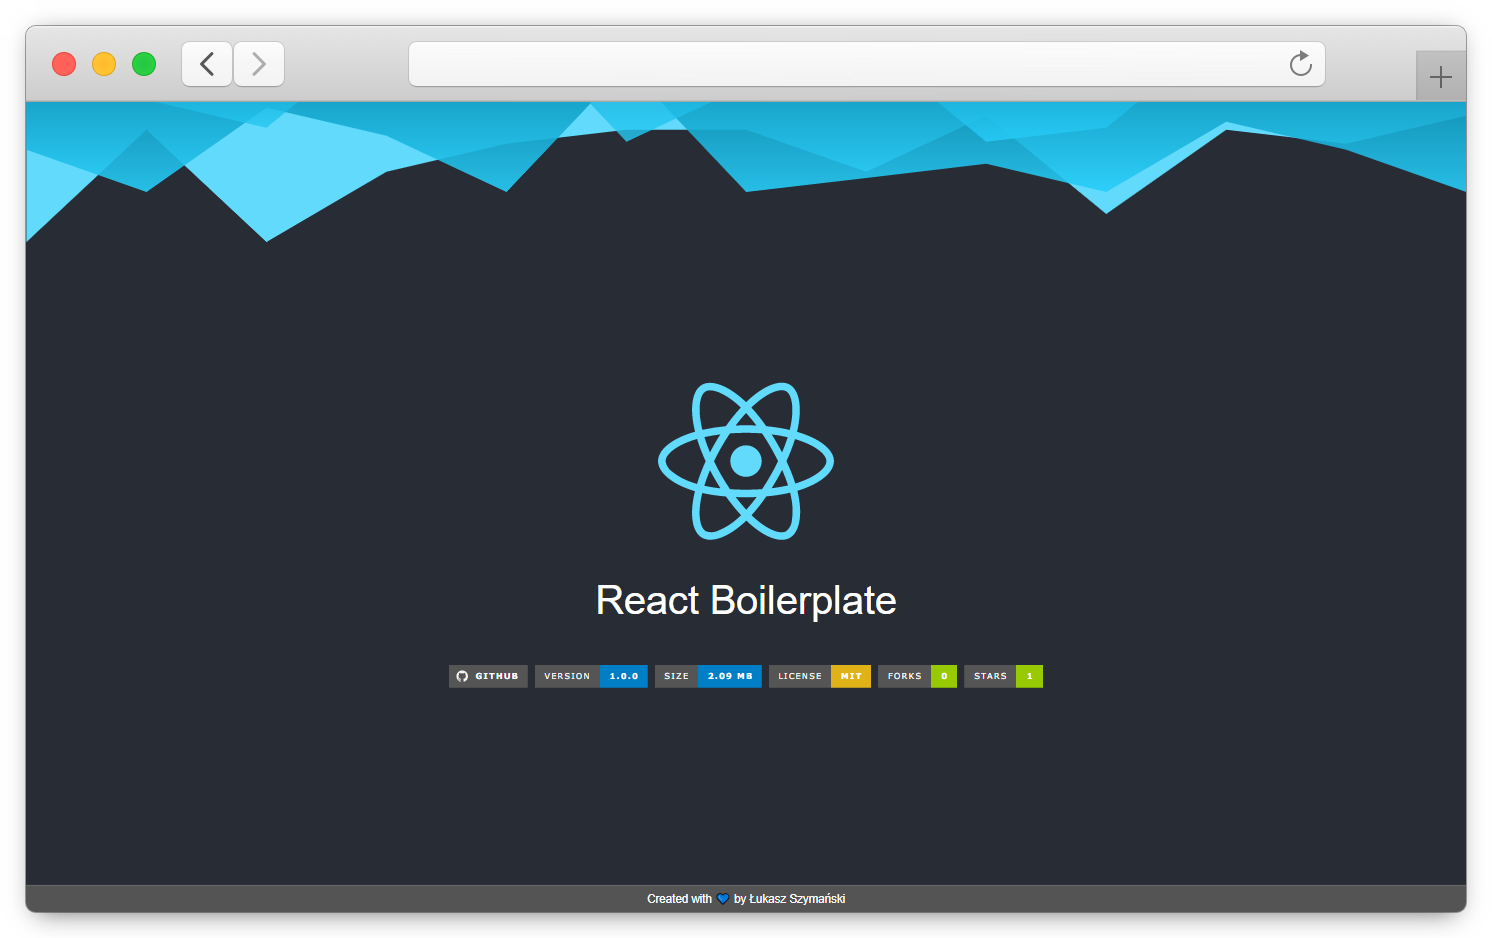 React Boilerplate
GITHUB VERSION 1.0.0 SIZE 2.09 MB LICENSE MIT FORKS 0 STARS 1
Created with 💙 by Łukasz Szymański